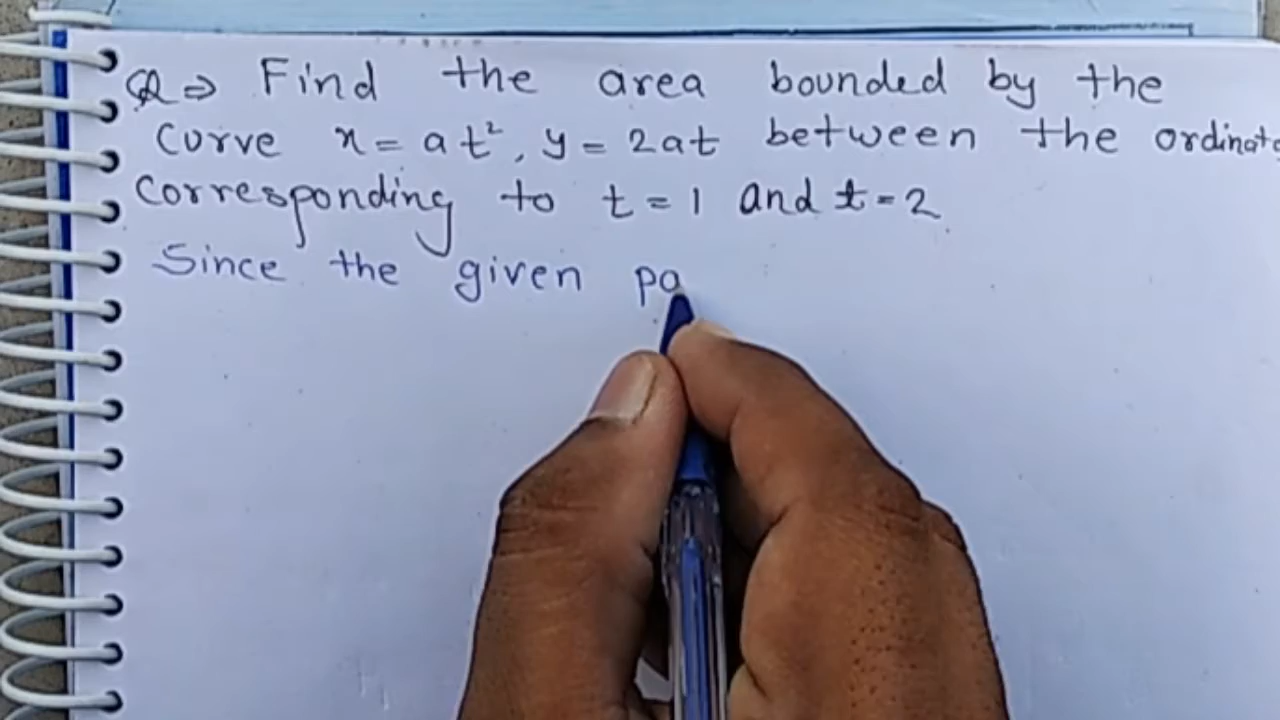 Q ⇒ Find the area bounded by the
Curve x = at², y = 2at between the ordinate
Corresponding to t = 1 and t = 2
Since the given pa